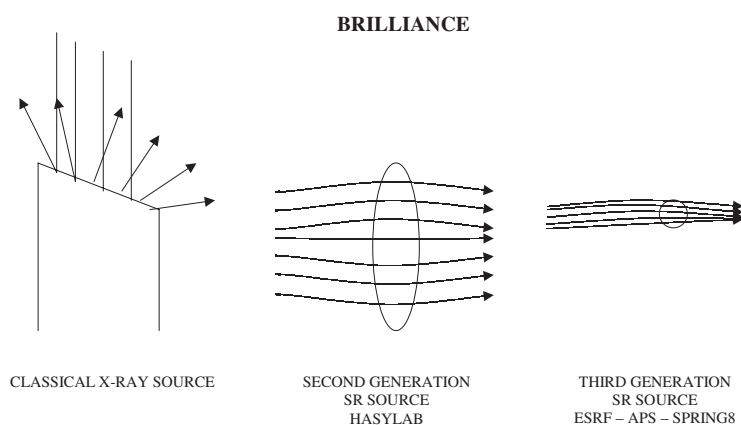 BRILLIANCE
CLASSICAL X-RAY SOURCE
SECOND GENERATION
SR SOURCE
HASYLAB
THIRD GENERATION
SR SOURCE
ESRF – APS – SPRING8